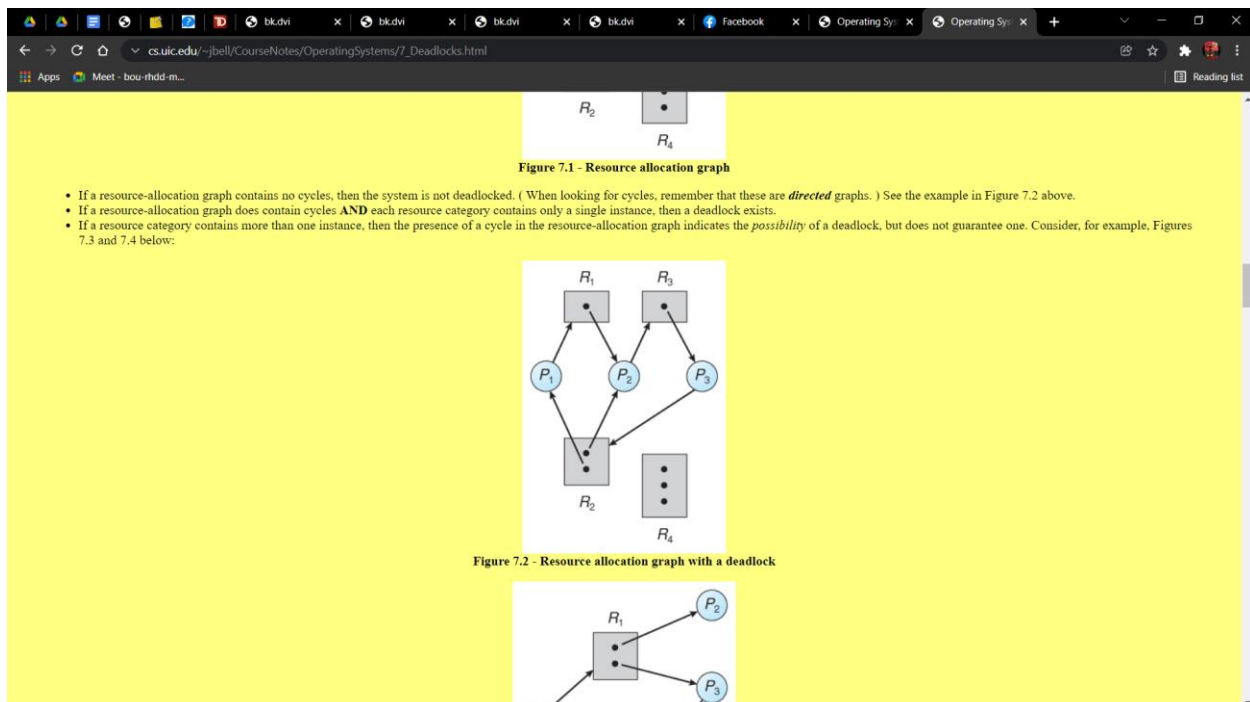 bk.dvi
bk.dvi
bk.dvi
bk.dvi
Facebook
Operating Sys
Operating Sys
cs.uic.edu/~jbell/CourseNotes/OperatingSystems/7_Deadlocks.html
Apps
Meet - bou-rhdd-m...
Reading list
R2
R4
Figure 7.1 - Resource allocation graph
• If a resource-allocation graph contains no cycles, then the system is not deadlocked. ( When looking for cycles, remember that these are directed graphs. ) See the example in Figure 7.2 above.
• If a resource-allocation graph does contain cycles AND each resource category contains only a single instance, then a deadlock exists.
• If a resource category contains more than one instance, then the presence of a cycle in the resource-allocation graph indicates the possibility of a deadlock, but does not guarantee one. Consider, for example, Figures
7.3 and 7.4 below:
R1 R3
P1 P2 P3
R2
R4
Figure 7.2 - Resource allocation graph with a deadlock
P2
R1
P3